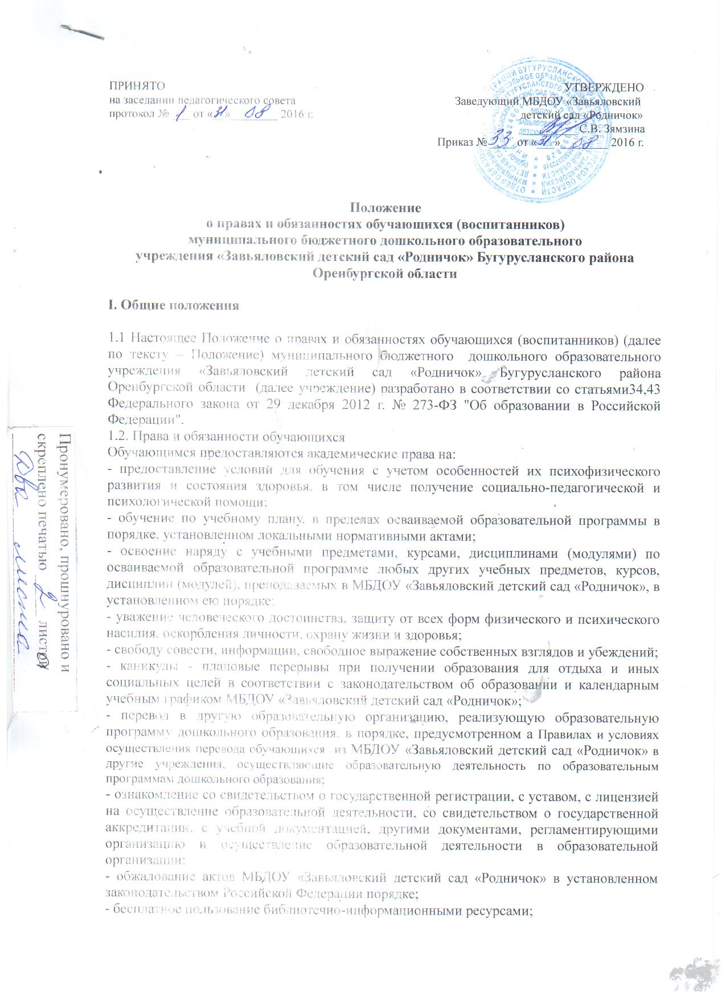 ПРИНЯТО
на заседании педагогического совета
протокол № 1 от «31» 08 2016 г.
УТВЕРЖДЕНО
Заведующий МБДОУ «Завьяловский
детский сад «Родничок»
С.В. Зямзина
Приказ № 33 от «31» 08 2016 г.
Положение
о правах и обязанностях обучающихся (воспитанников)
муниципального бюджетного дошкольного образовательного
учреждения «Завьяловский детский сад «Родничок» Бугурусланского района
Оренбургской области
I. Общие положения
1.1 Настоящее Положение о правах и обязанностях обучающихся (воспитанников) (далее
по тексту – Положение) муниципального бюджетного дошкольного образовательного
учреждения «Завьяловский детский сад «Родничок» Бугурусланского района
Оренбургской области (далее учреждение) разработано в соответствии со статьями34,43
Федерального закона от 29 декабря 2012 г. № 273-ФЗ "Об образовании в Российской
Федерации".
1.2. Права и обязанности обучающихся
Обучающимся предоставляются академические права на:
- предоставление условий для обучения с учетом особенностей их психофизического
развития и состояния здоровья, в том числе получение социально-педагогической и
психологической помощи;
- обучение по учебному плану, в пределах осваиваемой образовательной программы в
порядке, установленном локальными нормативными актами;
- освоение наряду с учебными предметами, курсами, дисциплинами (модулями) по
осваиваемой образовательной программе любых других учебных предметов, курсов,
дисциплин (модулей), преподаваемых в МБДОУ «Завьяловский детский сад «Родничок», в
установленном ею порядке;
- уважение человеческого достоинства, защиту от всех форм физического и психического
насилия, оскорбления личности, охрану жизни и здоровья;
- свободу совести, информации, свободное выражение собственных взглядов и убеждений;
- каникулы - плановые перерывы при получении образования для отдыха и иных
социальных целей в соответствии с законодательством об образовании и календарным
учебным графиком МБДОУ «Завьяловский детский сад «Родничок»;
- перевод в другую образовательную организацию, реализующую образовательную
программу дошкольного образования, в порядке, предусмотренном а Правилах и условиях
осуществления перевода обучающихся из МБДОУ «Завьяловский детский сад «Родничок» в
другие учреждения, осуществляющие образовательную деятельность по образовательным
программам дошкольного образования;
- ознакомление со свидетельством о государственной регистрации, с уставом, с лицензией
на осуществление образовательной деятельности, со свидетельством о государственной
аккредитации, с учебной документацией, другими документами, регламентирующими
организацию и осуществление образовательной деятельности в образовательной
организации;
- обжалование актов МБДОУ «Завьяловский детский сад «Родничок» в установленном
законодательством Российской Федерации порядке;
- бесплатное пользование библиотечно-информационными ресурсами;
Пронумеровано, прошнуровано и
скреплено печатью 2 листа
два листа